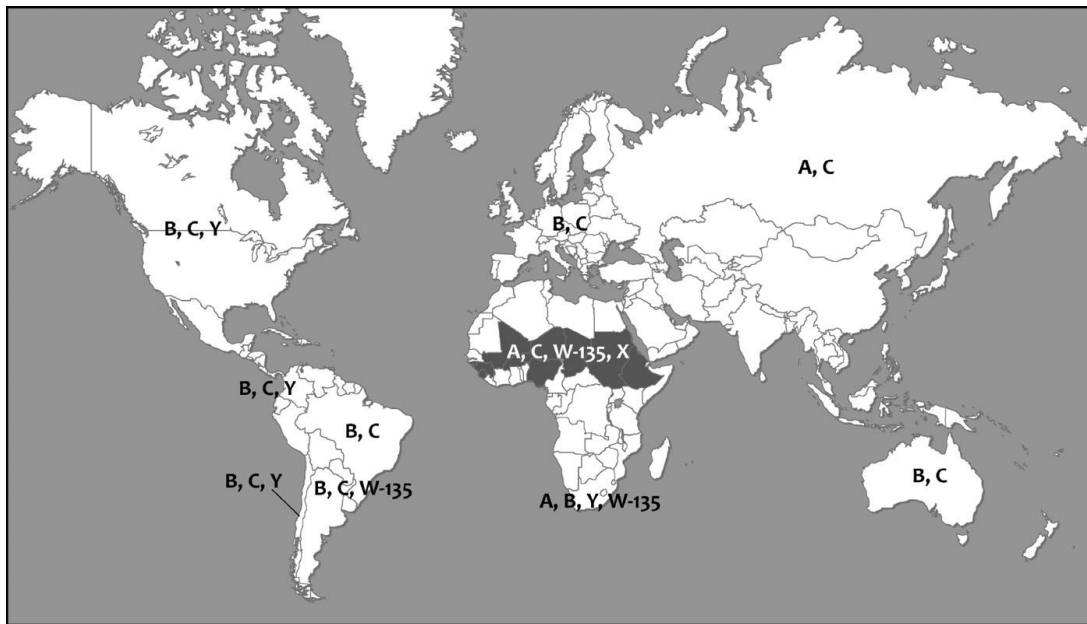 A, C
B, C, Y
B, C
A, C, W-135, X
B, C, Y
B, C
B, C, Y
B, C, W-135
A, B, Y, W-135
B, C